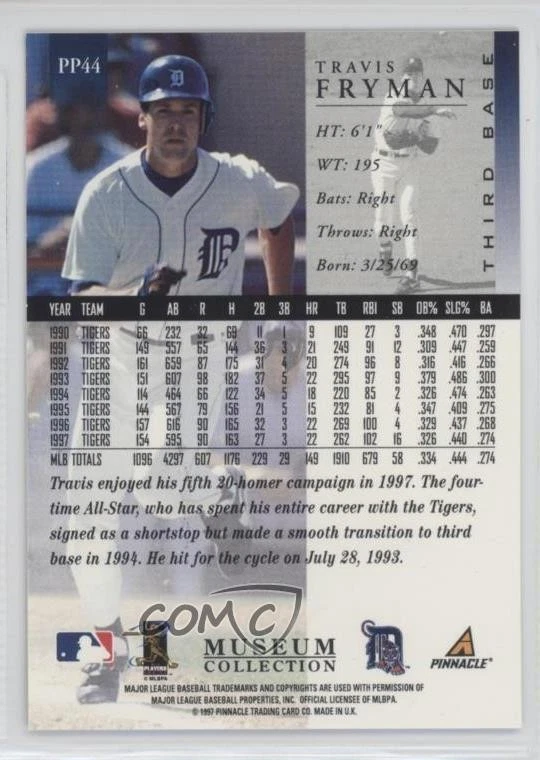 PP44
TRAVIS
FRYMAN
HT: 6'1"
WT: 195
Bats: Right
Throws: Right
Born: 3/25/69
THIRD BASE
YEAR TEAM G AB R H 2B 3B HR TB RBI SB OB% SLG% BA
1990 TIGERS 66 232 32 69 11 1 9 109 27 3 .348 .470 .297
1991 TIGERS 149 557 65 144 36 3 21 249 91 12 .309 .447 .259
1992 TIGERS 161 659 87 175 31 4 20 274 96 8 .316 .416 .266
1993 TIGERS 151 607 98 182 37 5 22 295 97 9 .379 .486 .300
1994 TIGERS 114 464 66 122 34 5 18 220 85 2 .326 .474 .263
1995 TIGERS 144 567 79 156 21 5 15 232 81 4 .347 .409 .275
1996 TIGERS 157 616 90 165 32 3 22 269 100 4 .329 .437 .268
1997 TIGERS 154 595 90 163 27 3 22 262 102 16 .326 .440 .274
MLB TOTALS 1096 4297 607 1176 229 29 149 1910 679 58 .334 .444 .274
Travis enjoyed his fifth 20-homer campaign in 1997. The four-
time All-Star, who has spent his entire career with the Tigers,
signed as a shortstop but made a smooth transition to third
base in 1994. He hit for the cycle on July 28, 1993.
COMC
PLAYERS
© MLBPA
MUSEUM
COLLECTION
PINNACLE
MAJOR LEAGUE BASEBALL TRADEMARKS AND COPYRIGHTS ARE USED WITH PERMISSION OF
MAJOR LEAGUE BASEBALL PROPERTIES, INC. OFFICIAL LICENSEE OF MLBPA.
© 1997 PINNACLE TRADING CARD CO. MADE IN U.K.